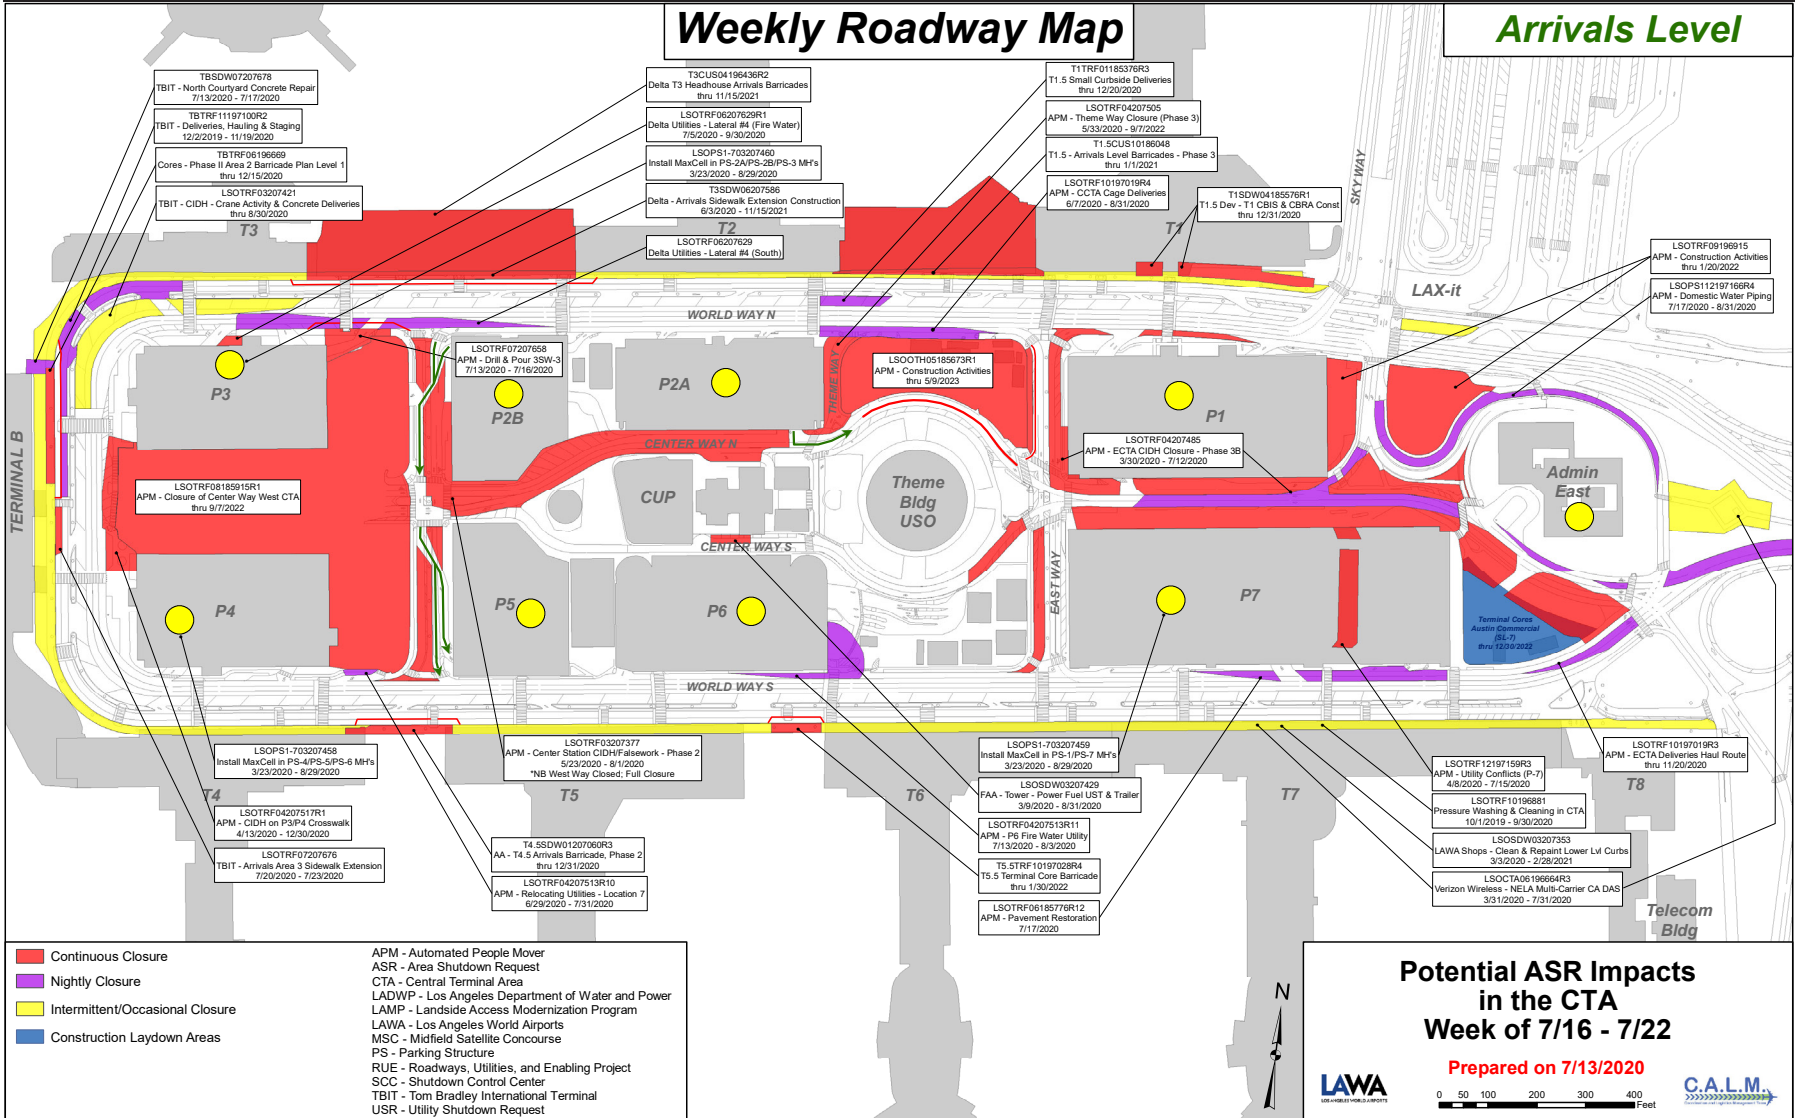 Weekly Roadway Map
Arrivals Level
TBSDW07207678
TBIT - North Courtyard Concrete Repair
7/13/2020 - 7/17/2020
TBTRF11197100R2
TBIT - Deliveries, Hauling & Staging
12/2/2019 - 11/19/2020
TBTRF06196669
Cores - Phase II Area 2 Barricade Plan Level 1
thru 12/15/2020
LSOTRF03207421
TBIT - CIDH - Crane Activity & Concrete Deliveries
thru 8/30/2020
T3CUS04196436R2
Delta T3 Headhouse Arrivals Barricades
thru 11/15/2021
LSOTRF06207629R1
Delta Utilities - Lateral #4 (Fire Water)
7/5/2020 - 9/30/2020
LSOPS1-703207460
Install MaxCell in PS-2A/PS-2B/PS-3 MH's
3/23/2020 - 8/29/2020
T3SDW06207586
Delta - Arrivals Sidewalk Extension Construction
6/3/2020 - 11/15/2021
LSOTRF06207629
Delta Utilities - Lateral #4 (South)
T1TRF01185376R3
T1.5 Small Curbside Deliveries
thru 12/20/2020
LSOTRF04207505
APM - Theme Way Closure (Phase 3)
5/33/2020 - 9/7/2022
T1.5CUS10186048
T1.5 - Arrivals Level Barricades - Phase 3
thru 1/1/2021
LSOTRF10197019R4
APM - CCTA Cage Deliveries
6/7/2020 - 8/31/2020
T1SDW04185576R1
T1.5 Dev - T1 CBIS & CBRA Const
thru 12/31/2020
LSOTRF09196915
APM - Construction Activities
thru 1/20/2022
LSOPS112197166R4
APM - Domestic Water Piping
7/17/2020 - 8/31/2020
T3
T2
T1
SKY WAY
LAX-it
WORLD WAY N
LSOTRF07207658
APM - Drill & Pour 3SW-3
7/13/2020 - 7/16/2020
LSOOTH05185673R1
APM - Construction Activities
thru 5/9/2023
P3
P2B
P2A
THEME WAY
P1
CENTER WAY N
LSOTRF04207485
APM - ECTA CIDH Closure - Phase 3B
3/30/2020 - 7/12/2020
TERMINAL B
LSOTRF08185915R1
APM - Closure of Center Way West CTA
thru 9/7/2022
CUP
Theme
Bldg
USO
Admin
East
CENTER WAY S
EAST WAY
P4
P5
P6
P7
Terminal Cores
Austin Commercial
(SL-7)
thru 12/30/2022
WORLD WAY S
LSOPS1-703207458
Install MaxCell in PS-4/PS-5/PS-6 MH's
3/23/2020 - 8/29/2020
LSOTRF03207377
APM - Center Station CIDH/Falsework - Phase 2
5/23/2020 - 8/1/2020
*NB West Way Closed; Full Closure
LSOPS1-703207459
Install MaxCell in PS-1/PS-7 MH's
3/23/2020 - 8/29/2020
LSOTRF12197159R3
APM - Utility Conflicts (P-7)
4/8/2020 - 7/15/2020
LSOTRF10197019R3
APM - ECTA Deliveries Haul Route
thru 11/20/2020
T4
T5
T6
T7
T8
LSOTRF04207517R1
APM - CIDH on P3/P4 Crosswalk
4/13/2020 - 12/30/2020
LSOTRF07207676
TBIT - Arrivals Area 3 Sidewalk Extension
7/20/2020 - 7/23/2020
T4.5SDW01207060R3
AA - T4.5 Arrivals Barricade, Phase 2
thru 12/31/2020
LSOTRF04207513R10
APM - Relocating Utilities - Location 7
6/29/2020 - 7/31/2020
LSOSDW03207429
FAA - Tower - Power Fuel UST & Trailer
3/9/2020 - 8/31/2020
LSOTRF04207513R11
APM - P6 Fire Water Utility
7/13/2020 - 8/3/2020
T5.5TRF10197028R4
T5.5 Terminal Core Barricade
thru 1/30/2022
LSOTRF06185776R12
APM - Pavement Restoration
7/17/2020
LSOTRF10196881
Pressure Washing & Cleaning in CTA
10/1/2019 - 9/30/2020
LSOSDW03207353
LAWA Shops - Clean & Repaint Lower Lvl Curbs
3/3/2020 - 2/28/2021
LSOCTA06196664R3
Verizon Wireless - NELA Multi-Carrier CA DAS
3/31/2020 - 7/31/2020
Telecom
Bldg
Continuous Closure
Nightly Closure
Intermittent/Occasional Closure
Construction Laydown Areas
APM - Automated People Mover
ASR - Area Shutdown Request
CTA - Central Terminal Area
LADWP - Los Angeles Department of Water and Power
LAMP - Landside Access Modernization Program
LAWA - Los Angeles World Airports
MSC - Midfield Satellite Concourse
PS - Parking Structure
RUE - Roadways, Utilities, and Enabling Project
SCC - Shutdown Control Center
TBIT - Tom Bradley International Terminal
USR - Utility Shutdown Request
N
Potential ASR Impacts
in the CTA
Week of 7/16 - 7/22
Prepared on 7/13/2020
LAWA
LOS ANGELES WORLD AIRPORTS
0 50 100 200 300 400
Feet
C.A.L.M.